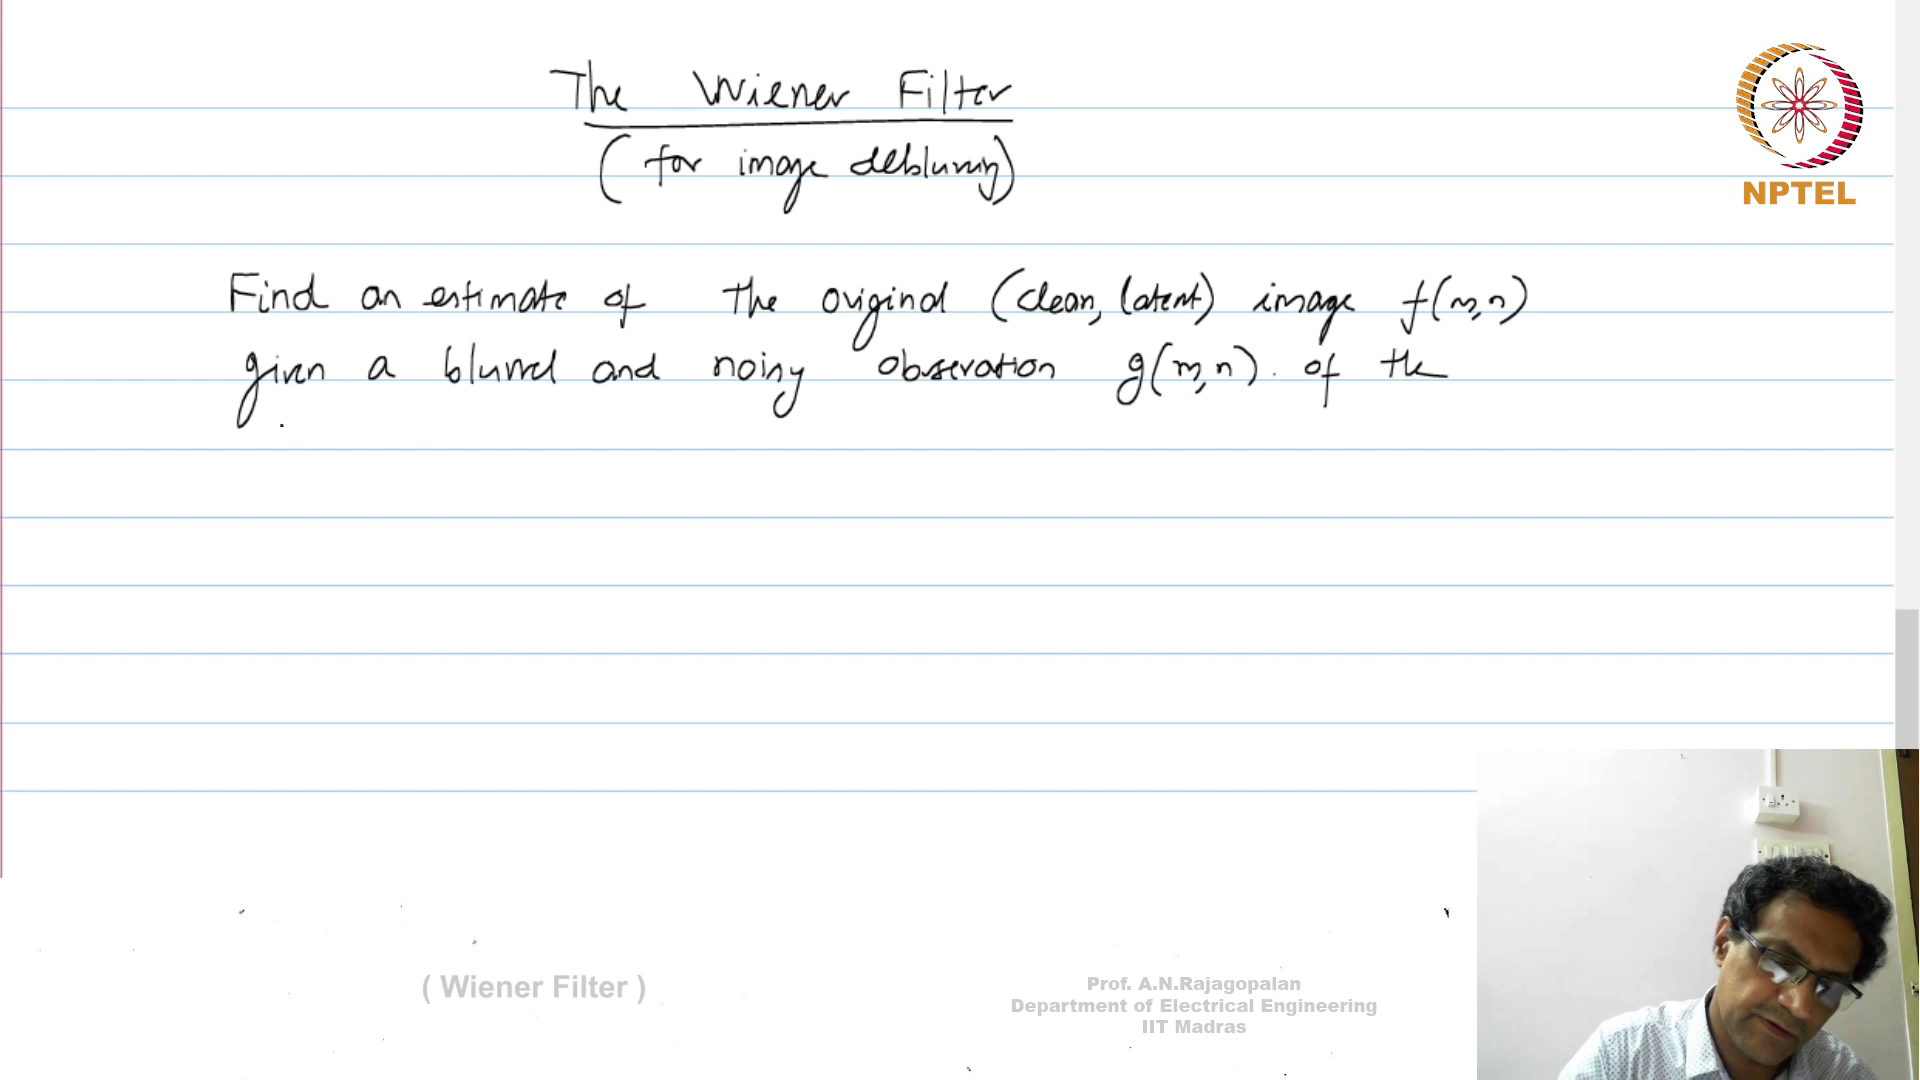 The Wiener Filter
(for image deblurring)
NPTEL
Find an estimate of the original (clean, latent) image f(m,n)
given a blurred and noisy observation g(m,n). of the
( Wiener Filter )
Prof. A.N.Rajagopalan
Department of Electrical Engineering
IIT Madras